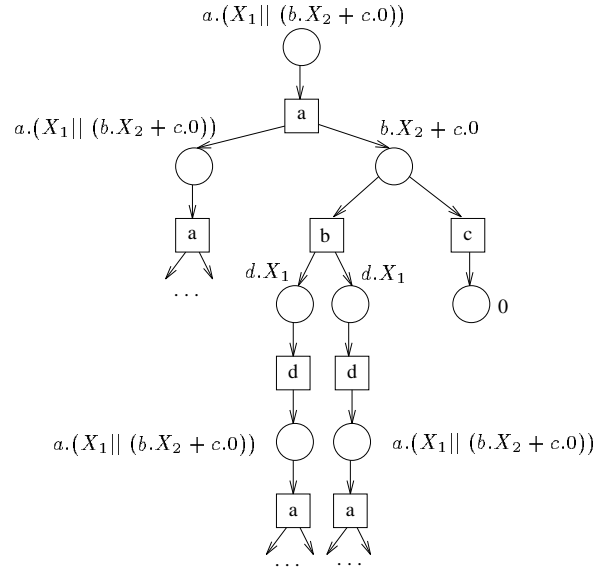 a.(X₁|| (b.X₂ + c.0))
a
a.(X₁|| (b.X₂ + c.0))
b.X₂ + c.0
a
b
c
d.X₁
d.X₁
...
0
d
d
a.(X₁|| (b.X₂ + c.0))
a.(X₁|| (b.X₂ + c.0))
a
a
...
...